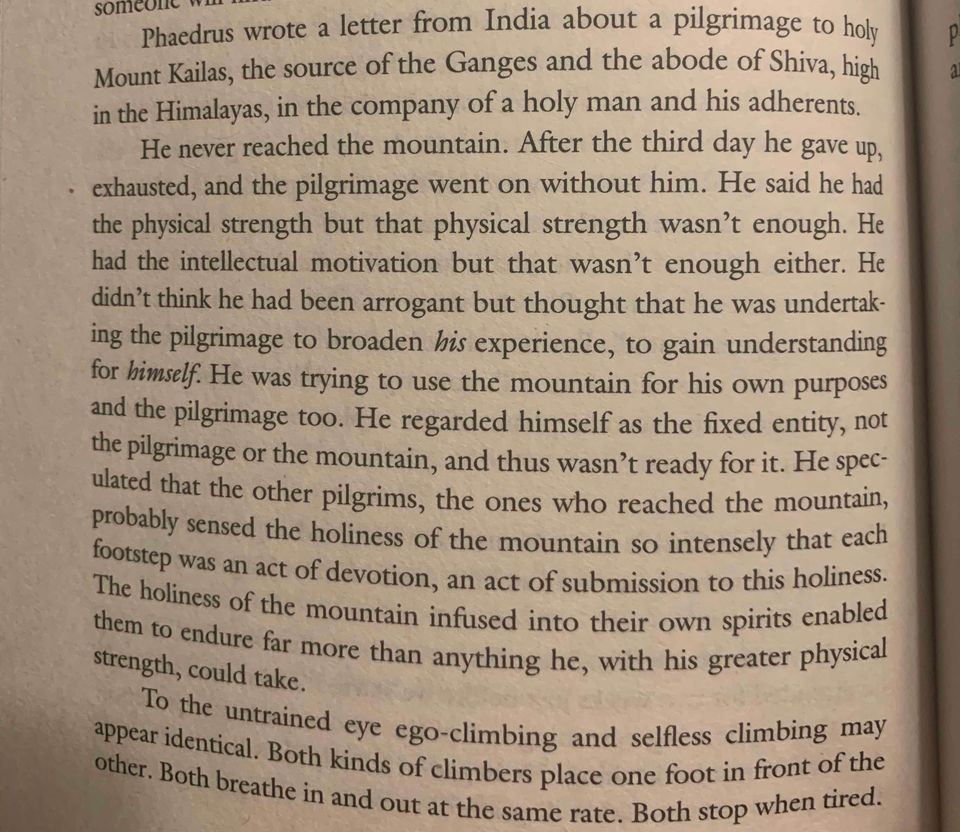 someone will
Phaedrus wrote a letter from India about a pilgrimage to holy
Mount Kailas, the source of the Ganges and the abode of Shiva, high
in the Himalayas, in the company of a holy man and his adherents.
He never reached the mountain. After the third day he gave up,
exhausted, and the pilgrimage went on without him. He said he had
the physical strength but that physical strength wasn't enough. He
had the intellectual motivation but that wasn't enough either. He
didn't think he had been arrogant but thought that he was undertak-
ing the pilgrimage to broaden his experience, to gain understanding
for himself. He was trying to use the mountain for his own purposes
and the pilgrimage too. He regarded himself as the fixed entity, not
the pilgrimage or the mountain, and thus wasn't ready for it. He spec-
ulated that the other pilgrims, the ones who reached the mountain,
probably sensed the holiness of the mountain so intensely that each
footstep was an act of devotion, an act of submission to this holiness.
The holiness of the mountain infused into their own spirits enabled
them to endure far more than anything he, with his greater physical
strength, could take.
To the untrained eye ego-climbing and selfless climbing may
appear identical. Both kinds of climbers place one foot in front of the
other. Both breathe in and out at the same rate. Both stop when tired.